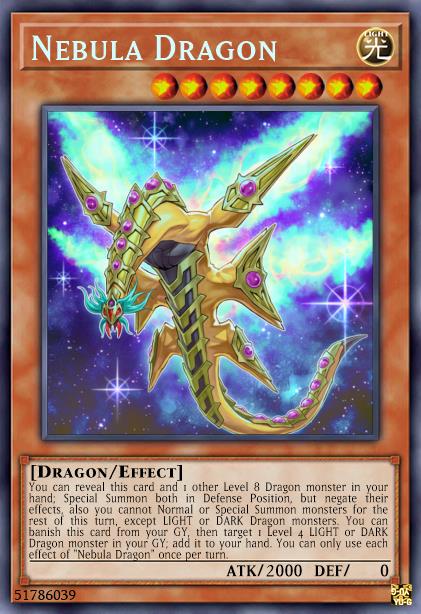 NEBULA DRAGON
LIGHT
光
[DRAGON/EFFECT]
You can reveal this card and 1 other Level 8 Dragon monster in your
hand; Special Summon both in Defense Position, but negate their
effects, also you cannot Normal or Special Summon monsters for the
rest of this turn, except LIGHT or DARK Dragon monsters. You can
banish this card from your GY, then target 1 Level 4 LIGHT or DARK
Dragon monster in your GY; add it to your hand. You can only use each
effect of "Nebula Dragon" once per turn.
ATK/2000 DEF/ 0
51786039